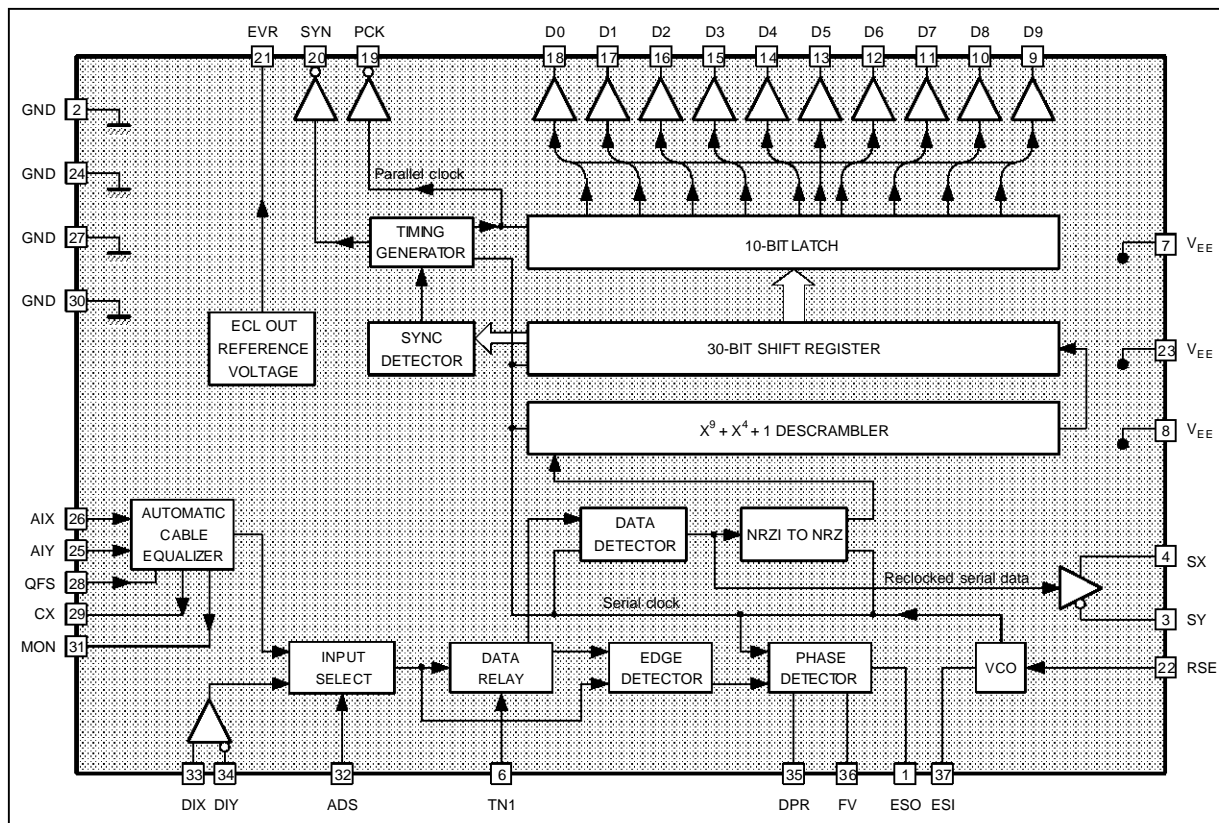 EVR SYN PCK D0 D1 D2 D3 D4 D5 D6 D7 D8 D9
21 20 19 18 17 16 15 14 13 12 11 10 9
GND 2
GND 24
Parallel clock
GND 27
TIMING
GENERATOR
10-BIT LATCH
7 VEE
GND 30
ECL OUT
REFERENCE
VOLTAGE
SYNC
DETECTOR
30-BIT SHIFT REGISTER
23 VEE
X⁹ + X⁴ + 1 DESCRAMBLER
8 VEE
AIX 26
AIY 25
QFS 28
CX 29
MON 31
AUTOMATIC
CABLE
EQUALIZER
DATA
DETECTOR
NRZI TO NRZ
4 SX
Reclocked serial data
Serial clock
3 SY
INPUT
SELECT
DATA
RELAY
EDGE
DETECTOR
PHASE
DETECTOR
VCO
22 RSE
33 34 32 6 35 36 1 37
DIX DIY ADS TN1 DPR FV ESO ESI